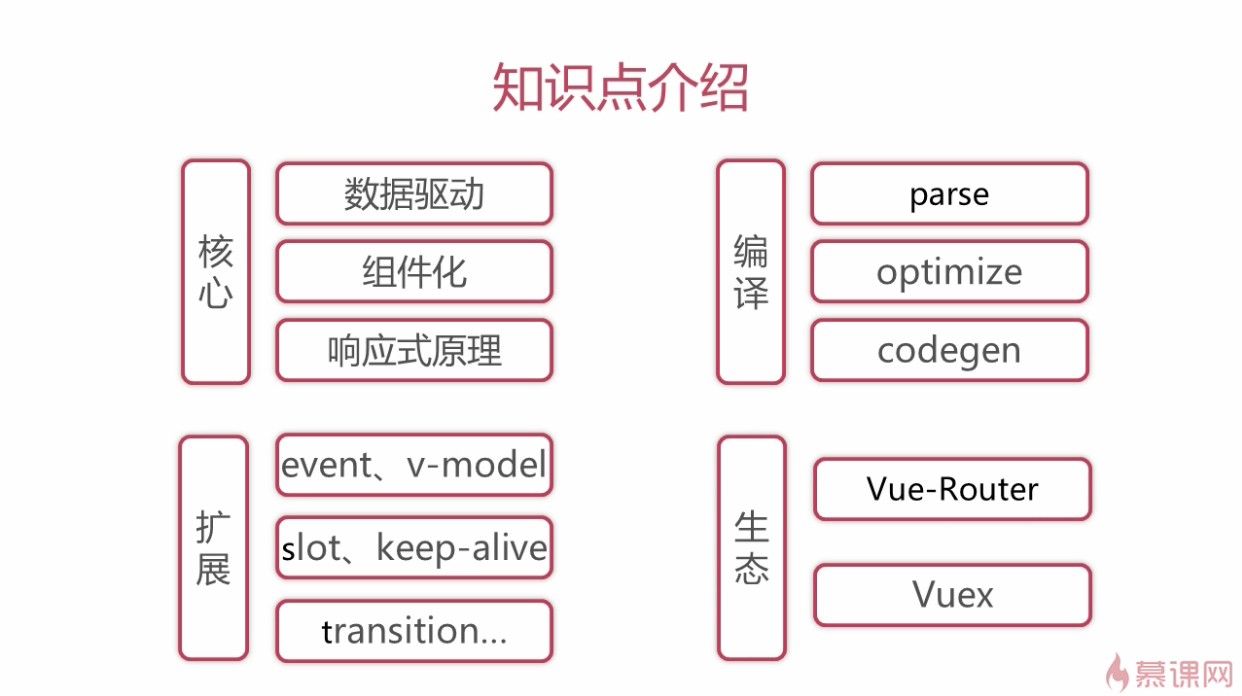 知识点介绍
核心
数据驱动
组件化
响应式原理
编译
parse
optimize
codegen
扩展
event、v-model
slot、keep-alive
transition...
生态
Vue-Router
Vuex
慕课网